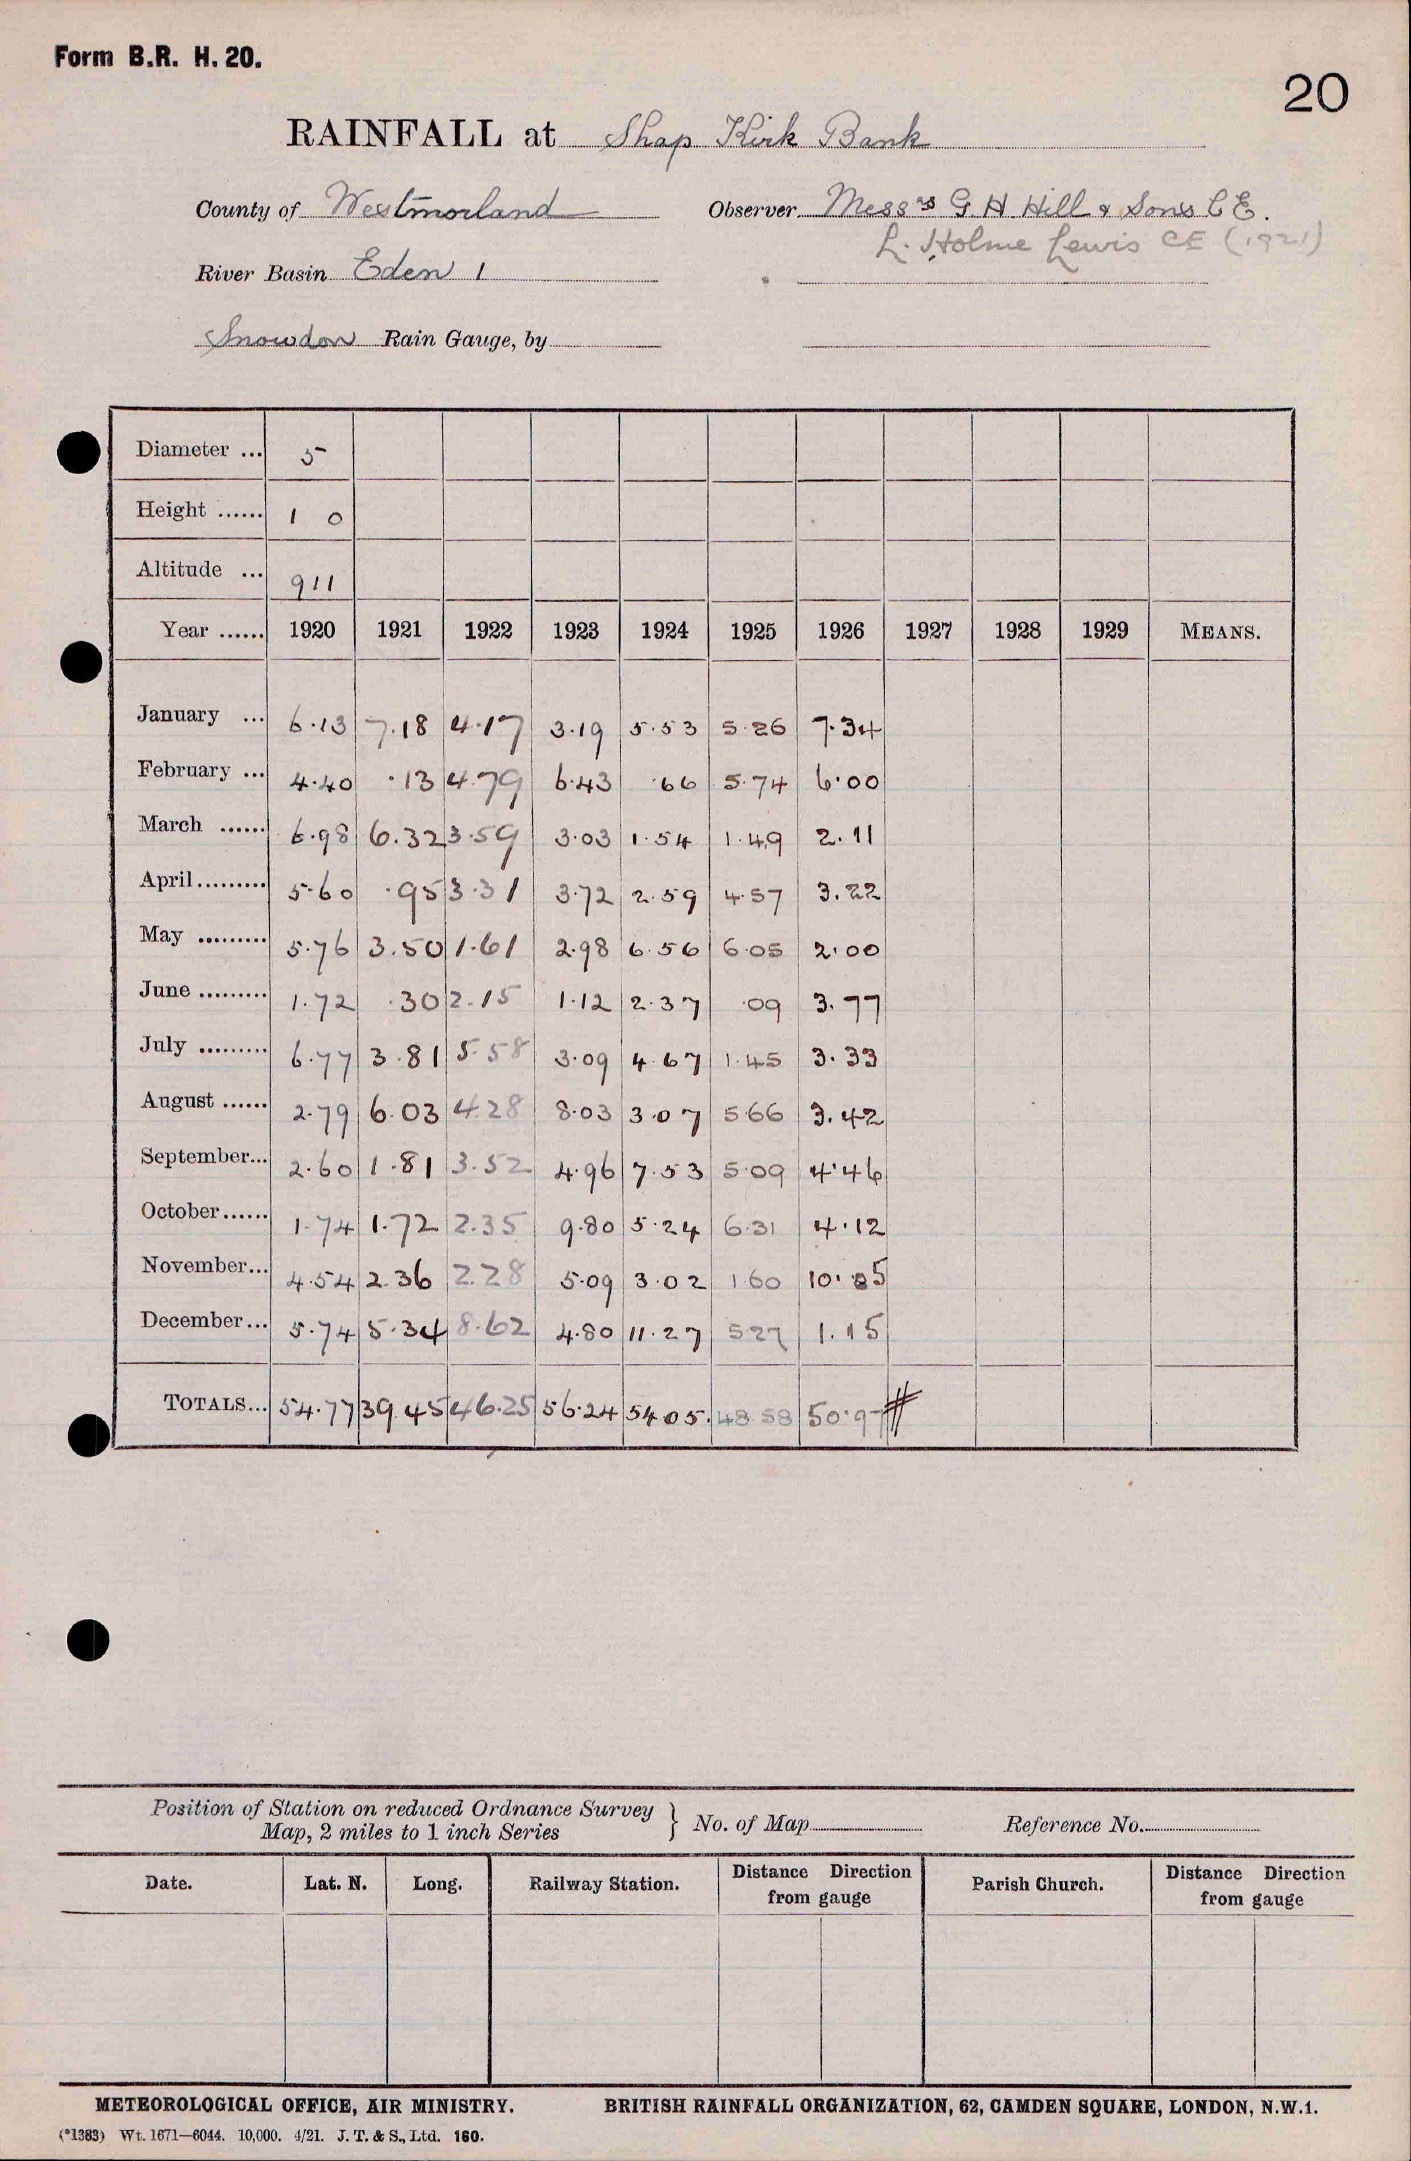 Form B.R. H. 20.
20
RAINFALL at Shap Kirk Bank
County of Westmorland Observer Messrs G H Hill & Sons C E.
L. Holme Lewis CE (1921)
River Basin Eden 1
Snowdon Rain Gauge, by
Diameter ... 5
Height ...... 1 0
Altitude ... 911
Year ...... 1920 1921 1922 1923 1924 1925 1926 1927 1928 1929 MEANS.
January ... 6.13 7.18 4.17 3.19 5.53 5.26 7.34
February ... 4.40 .13 4.79 6.43 .66 5.74 6.00
March ...... 6.98 6.32 3.59 3.03 1.54 1.49 2.11
April......... 5.60 .95 3.31 3.72 2.59 4.57 3.22
May ......... 5.76 3.50 1.61 2.98 6.56 6.05 2.00
June ......... 1.72 .30 2.15 1.12 2.37 .09 3.77
July ......... 6.77 3.81 5.58 3.09 4.67 1.45 3.33
August ...... 2.79 6.03 4.28 8.03 3.07 5.66 3.42
September... 2.60 1.81 3.52 4.96 7.53 5.09 4.46
October...... 1.74 1.72 2.35 9.80 5.24 6.31 4.12
November... 4.54 2.36 2.28 5.09 3.02 1.60 10.05
December... 5.74 5.34 8.62 4.80 11.27 5.27 1.15
TOTALS... 54.77 39.45 46.25 56.24 54.05. 48.58 50.97 #
Position of Station on reduced Ordnance Survey
Map, 2 miles to 1 inch Series } No. of Map Reference No.
Date. Lat. N. Long. Railway Station. Distance Direction from gauge Parish Church. Distance Direction from gauge
METEOROLOGICAL OFFICE, AIR MINISTRY. BRITISH RAINFALL ORGANIZATION, 62, CAMDEN SQUARE, LONDON, N.W.1.
(*1383) Wt. 1671—6044. 10,000. 4/21. J. T. & S., Ltd. 160.